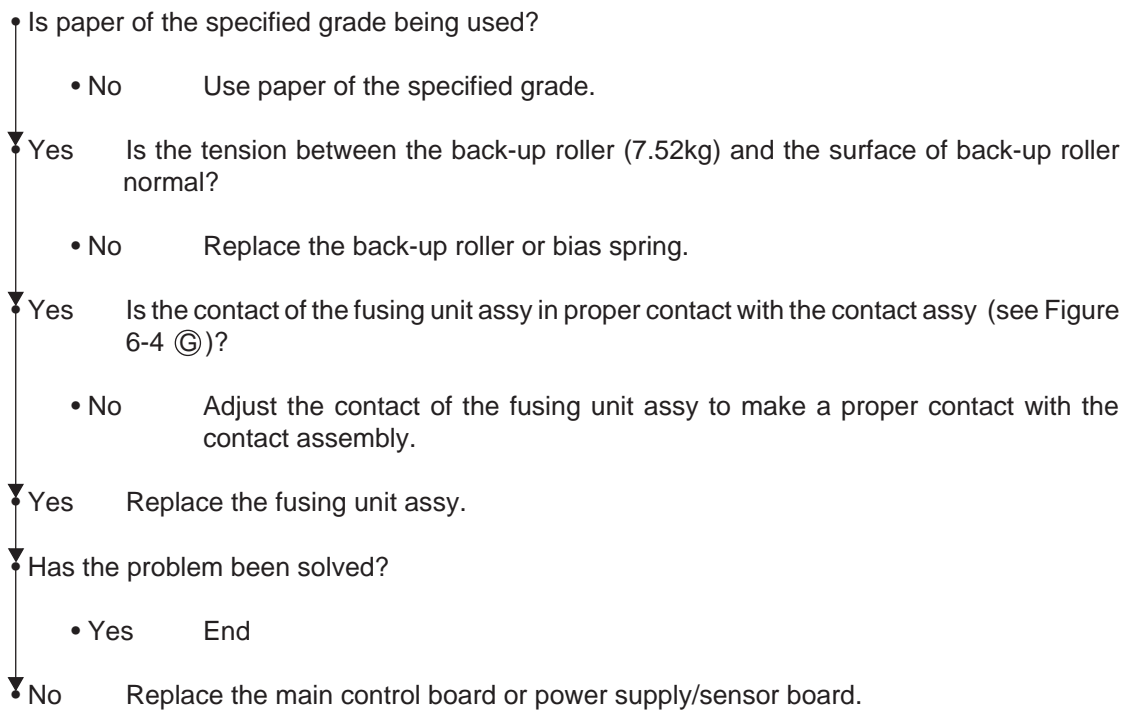 • Is paper of the specified grade being used?
• No Use paper of the specified grade.
• Yes Is the tension between the back-up roller (7.52kg) and the surface of back-up roller
normal?
• No Replace the back-up roller or bias spring.
• Yes Is the contact of the fusing unit assy in proper contact with the contact assy (see Figure
6-4 Ⓖ)?
• No Adjust the contact of the fusing unit assy to make a proper contact with the
contact assembly.
• Yes Replace the fusing unit assy.
• Has the problem been solved?
• Yes End
• No Replace the main control board or power supply/sensor board.